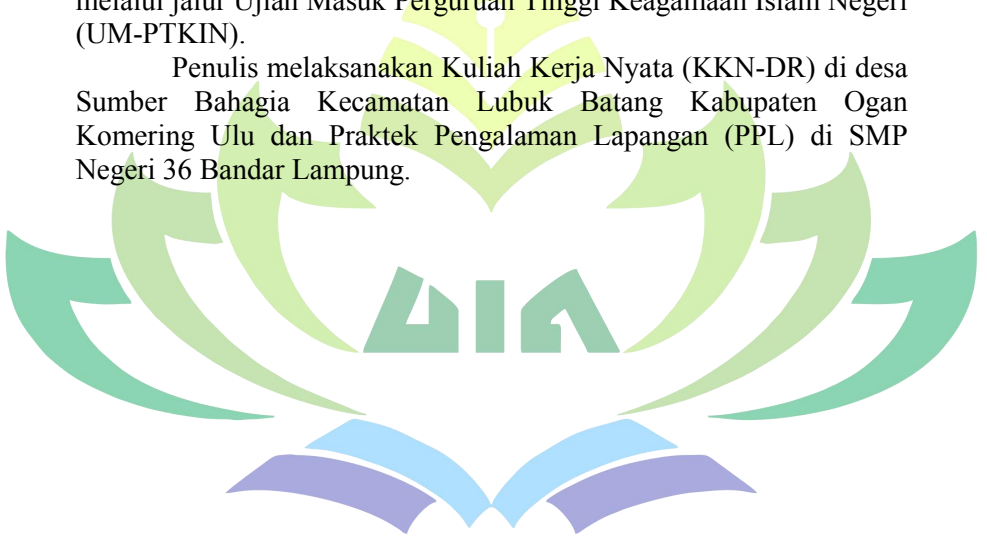 melalui jalur Ujian Masuk Perguruan Tinggi Keagamaan Islam Negeri
(UM-PTKIN).
Penulis melaksanakan Kuliah Kerja Nyata (KKN-DR) di desa
Sumber Bahagia Kecamatan Lubuk Batang Kabupaten Ogan
Komering Ulu dan Praktek Pengalaman Lapangan (PPL) di SMP
Negeri 36 Bandar Lampung.
UIN